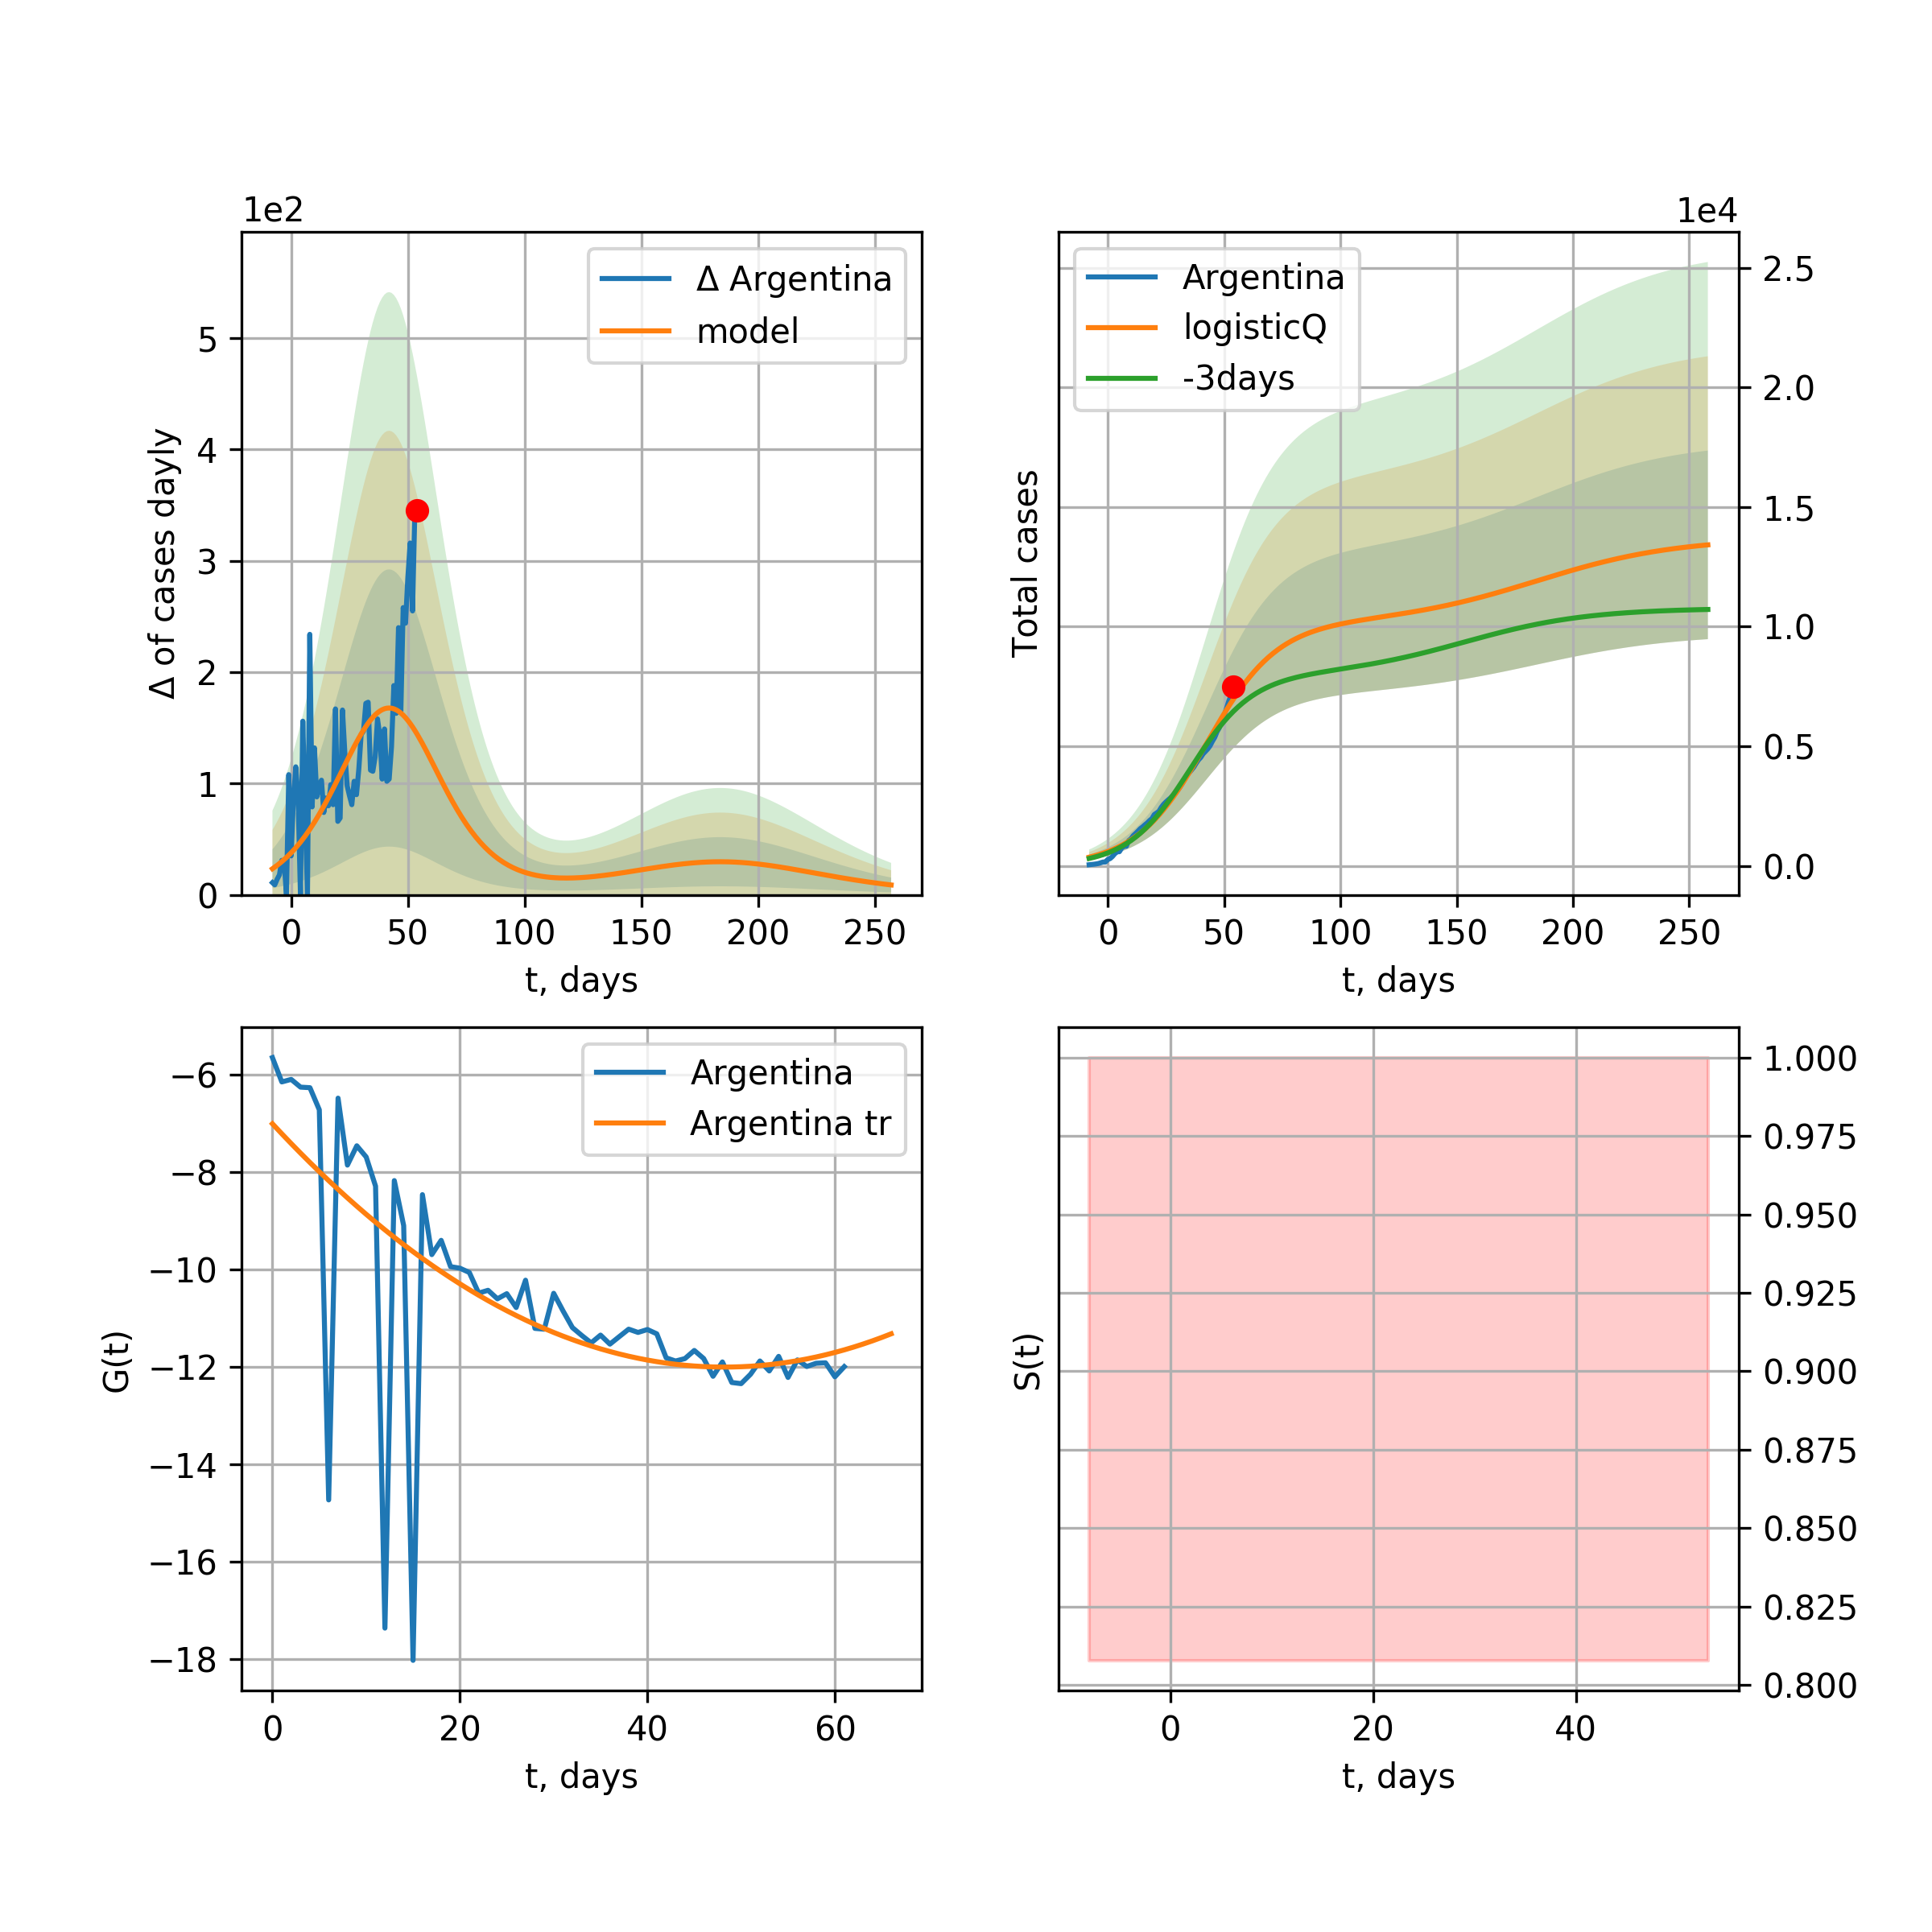 1e2
Δ Argentina
model
5
4
3
2
1
0
Δ of cases dayly
0 50 100 150 200 250
t, days
1e4
Argentina
logisticQ
-3days
2.5
2.0
1.5
1.0
0.5
0.0
Total cases
0 50 100 150 200 250
t, days
Argentina
Argentina tr
−6
−8
−10
−12
−14
−16
−18
G(t)
0 20 40 60
t, days
1.000
0.975
0.950
0.925
0.900
0.875
0.850
0.825
0.800
S(t)
0 20 40
t, days